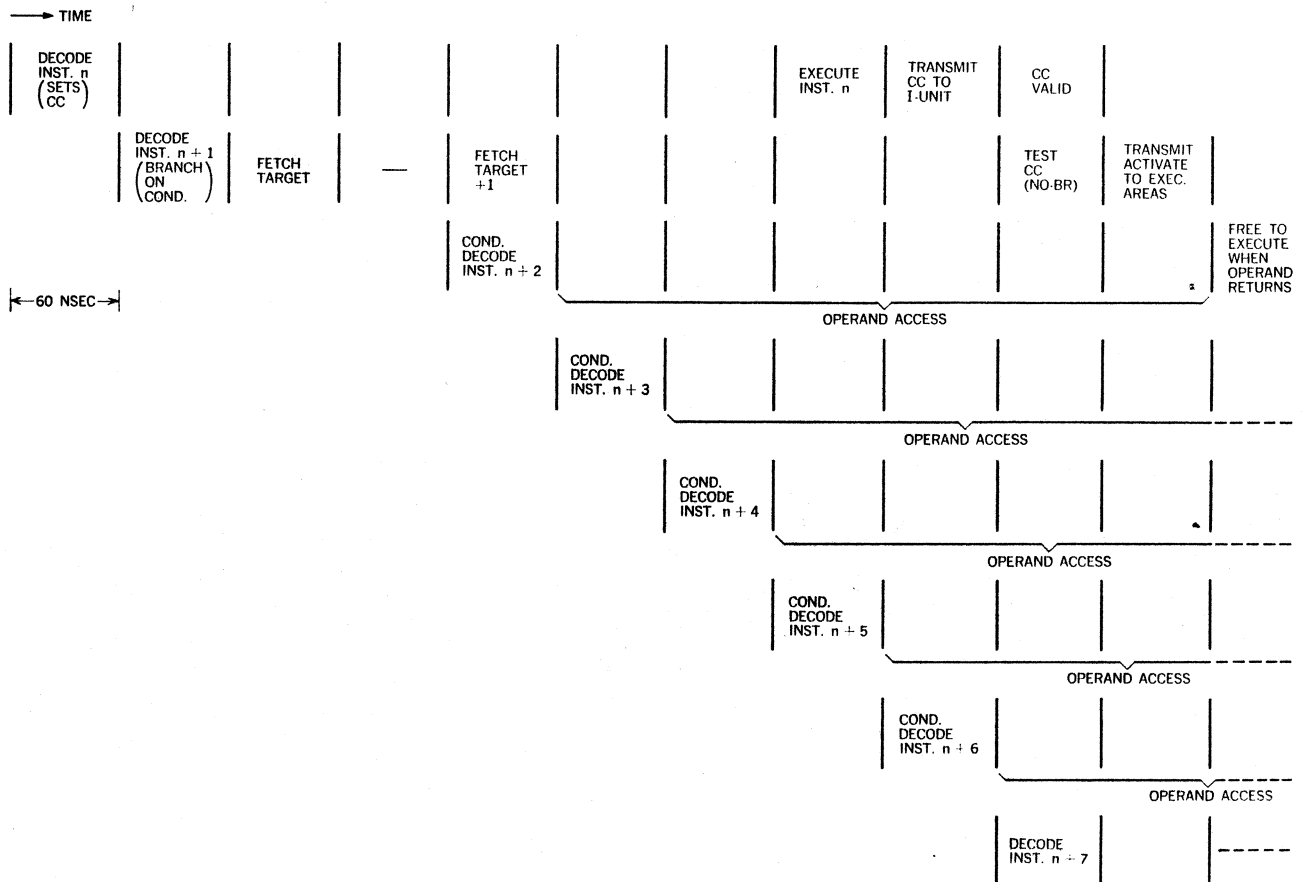 TIME
DECODE
INST. n
(SETS
CC)
EXECUTE
INST. n
TRANSMIT
CC TO
I-UNIT
CC
VALID
DECODE
INST. n + 1
(BRANCH
ON
COND.)
FETCH
TARGET
—
FETCH
TARGET
+1
TEST
CC
(NO-BR)
TRANSMIT
ACTIVATE
TO EXEC.
AREAS
COND.
DECODE
INST. n + 2
FREE TO
EXECUTE
WHEN
OPERAND
RETURNS
60 NSEC
OPERAND ACCESS
COND.
DECODE
INST. n + 3
OPERAND ACCESS
COND.
DECODE
INST. n + 4
OPERAND ACCESS
COND.
DECODE
INST. n + 5
OPERAND ACCESS
COND.
DECODE
INST. n + 6
OPERAND ACCESS
DECODE
INST. n + 7